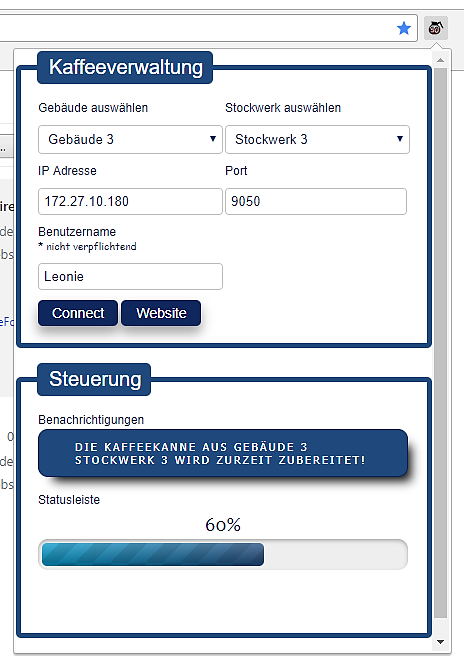 Kaffeeverwaltung
Gebäude auswählen Stockwerk auswählen
Gebäude 3 Stockwerk 3
IP Adresse Port
172.27.10.180 9050
Benutzername
* nicht verpflichtend
Leonie
Connect Website
Steuerung
Benachrichtigungen
DIE KAFFEEKANNE AUS GEBÄUDE 3
STOCKWERK 3 WIRD ZURZEIT ZUBEREITET!
Statusleiste
60%